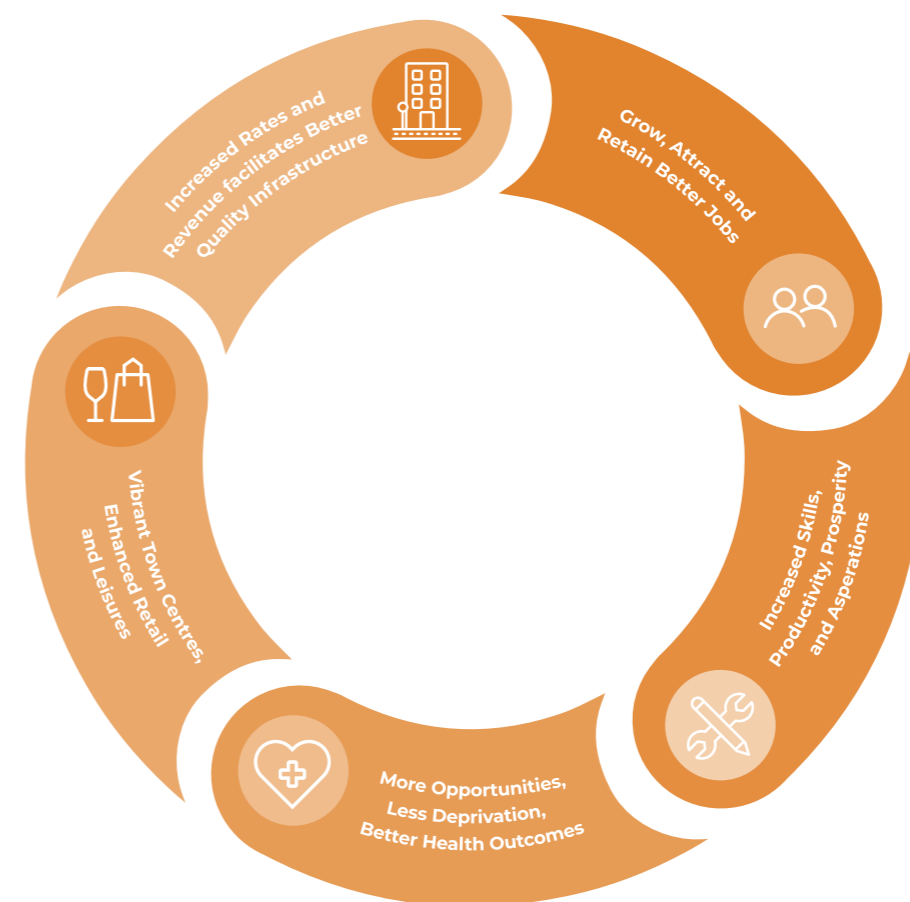 Grow, Attract and
Retain Better Jobs
Increased Skills,
Productivity, Prosperity
and Asperations
More Opportunities,
Less Deprivation,
Better Health Outcomes
Vibrant Town Centres,
Enhanced Retail
and Leisures
Increased Rates and
Revenue facilitates Better
Quality Infrastructure